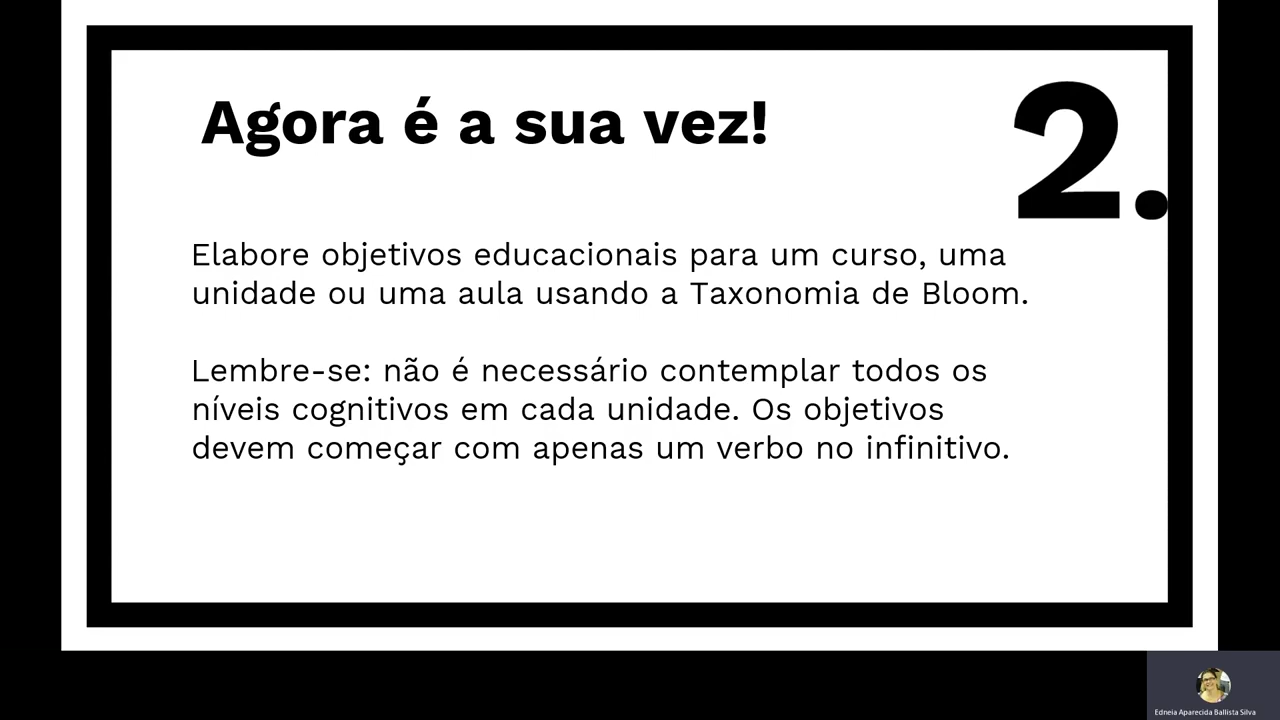 Agora é a sua vez!
2.
Elabore objetivos educacionais para um curso, uma
unidade ou uma aula usando a Taxonomia de Bloom.
Lembre-se: não é necessário contemplar todos os
níveis cognitivos em cada unidade. Os objetivos
devem começar com apenas um verbo no infinitivo.
Edneia Aparecida Ballista Silva